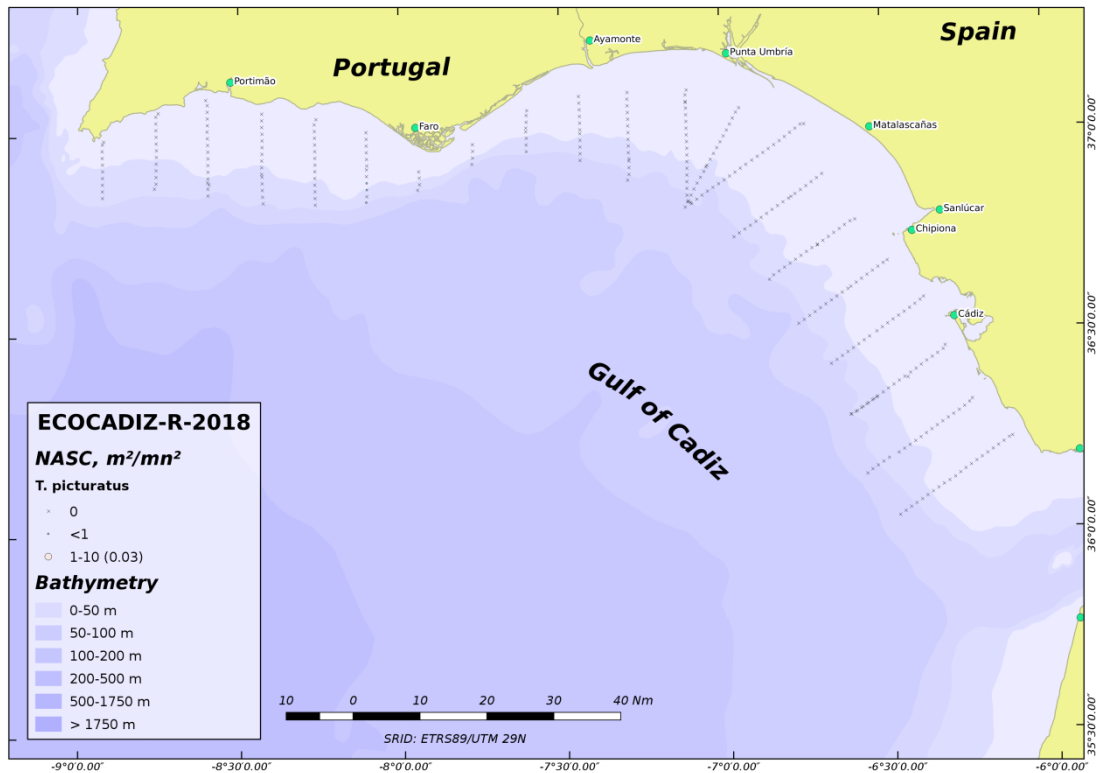 Spain
Portugal
Ayamonte
Punta Umbría
Portimão
Faro
Matalascañas
Sanlúcar
Chipiona
Cádiz
Gulf of Cadiz
37°0'0.00"
36°30'0.00"
36°0'0.00"
35°30'0.00"
ECOCADIZ-R-2018
NASC, m²/mn²
T. picturatus
0
<1
1-10 (0.03)
Bathymetry
0-50 m
50-100 m
100-200 m
200-500 m
500-1750 m
> 1750 m
10 0 10 20 30 40 Nm
SRID: ETRS89/UTM 29N
-9°0'0.00" -8°30'0.00" -8°0'0.00" -7°30'0.00" -7°0'0.00" -6°30'0.00" -6°0'0.00"